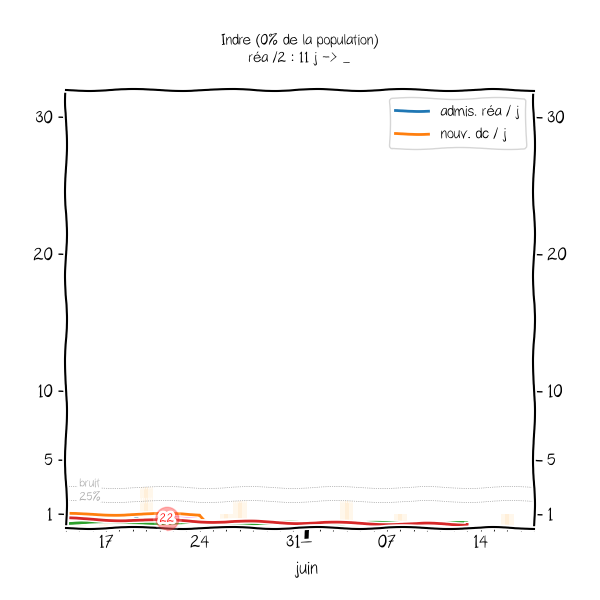 Indre (0% de la population)
réa /2 : 11 j -> _
admis. réa / j
nouv. dc / j
30
30
20
20
10
10
5
5
bruit
25%
1
22
1
17
24
31
07
14
juin